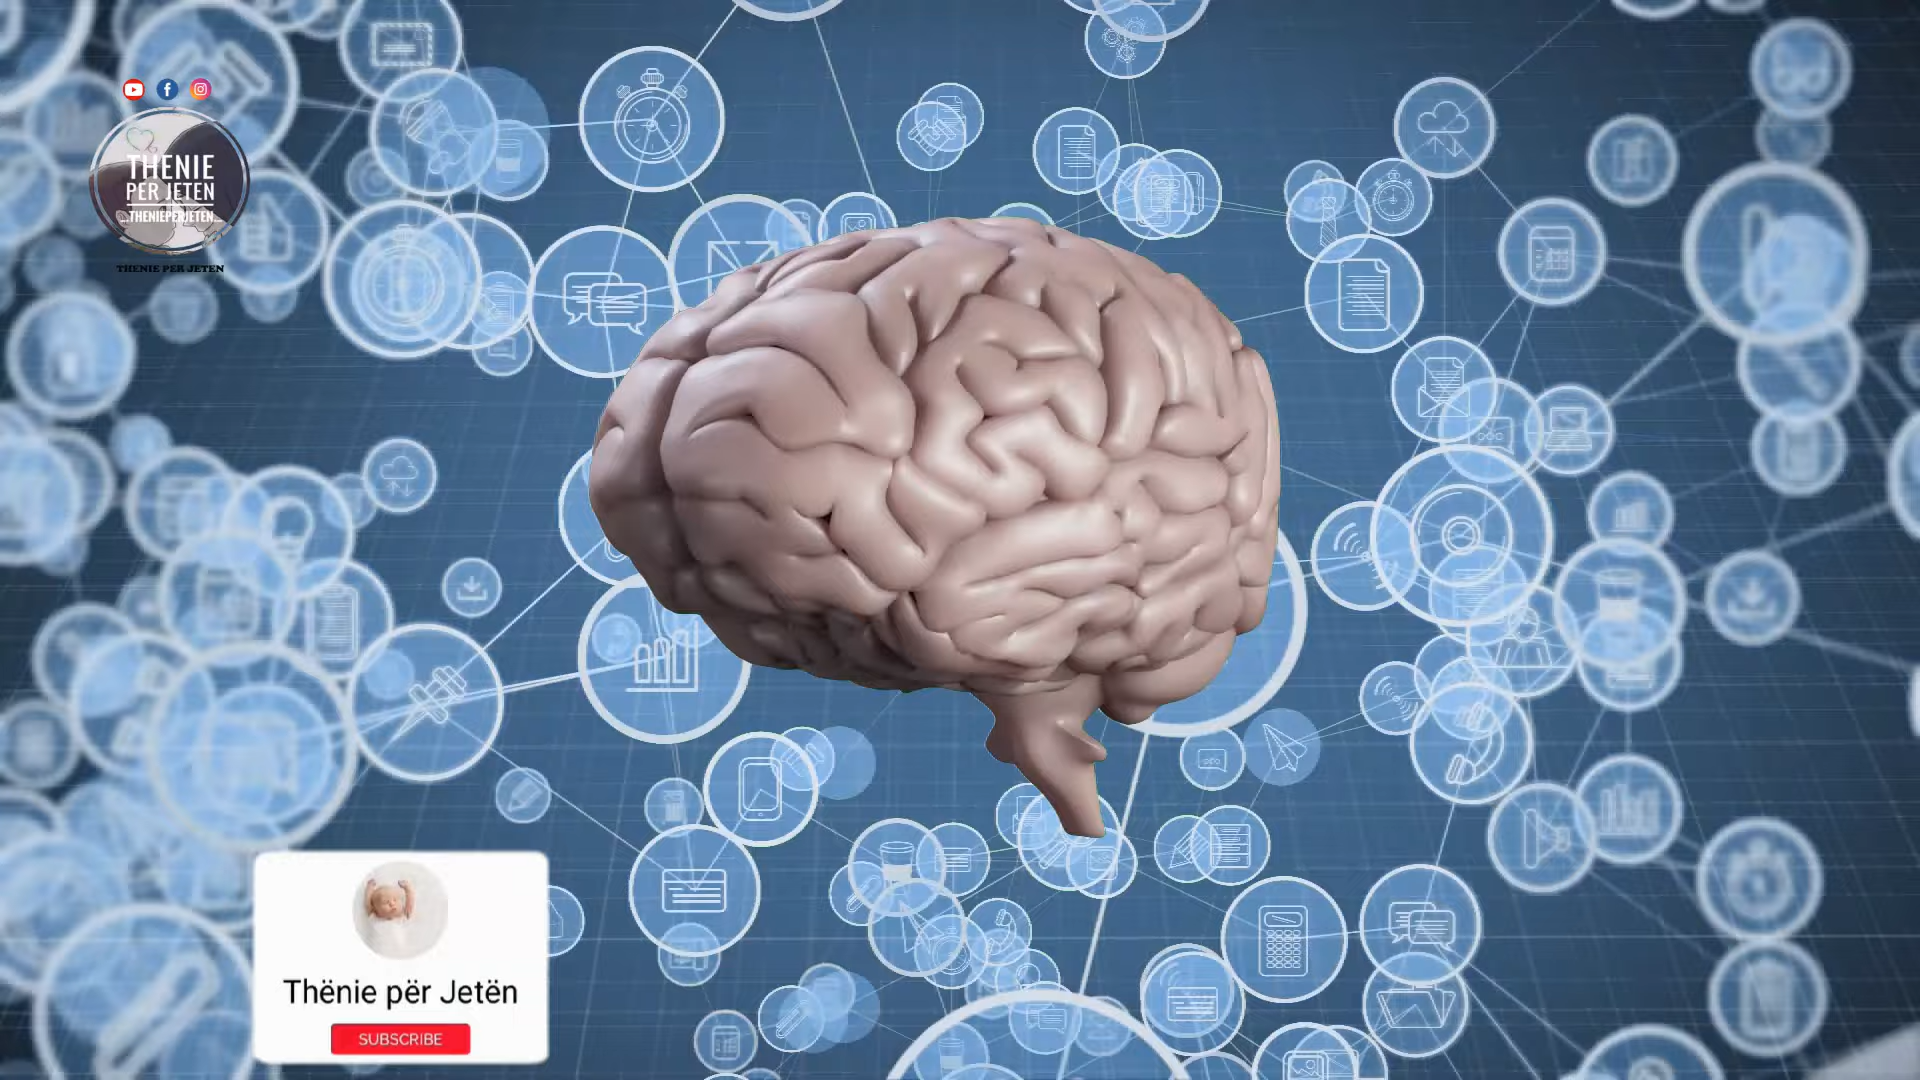 THENIE
PER JETEN
...THENIEPERJETEN...
THENIE PER JETEN
Thënie për Jetën
SUBSCRIBE